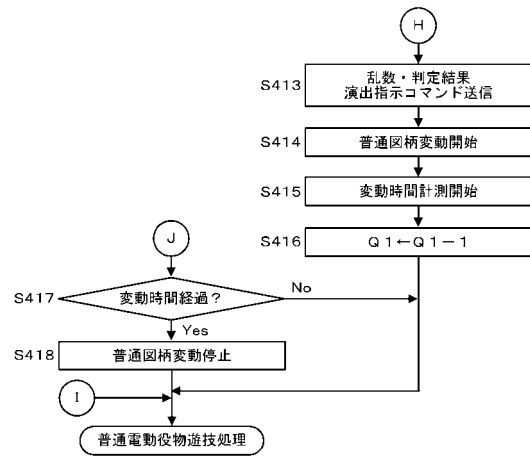 H
S413
乱数・判定結果
演出指示コマンド送信
S414
普通図柄変動開始
S415
変動時間計測開始
S416
Q1←Q1－1
J
S417
変動時間経過？
No
Yes
S418
普通図柄変動停止
I
普通電動役物遊技処理